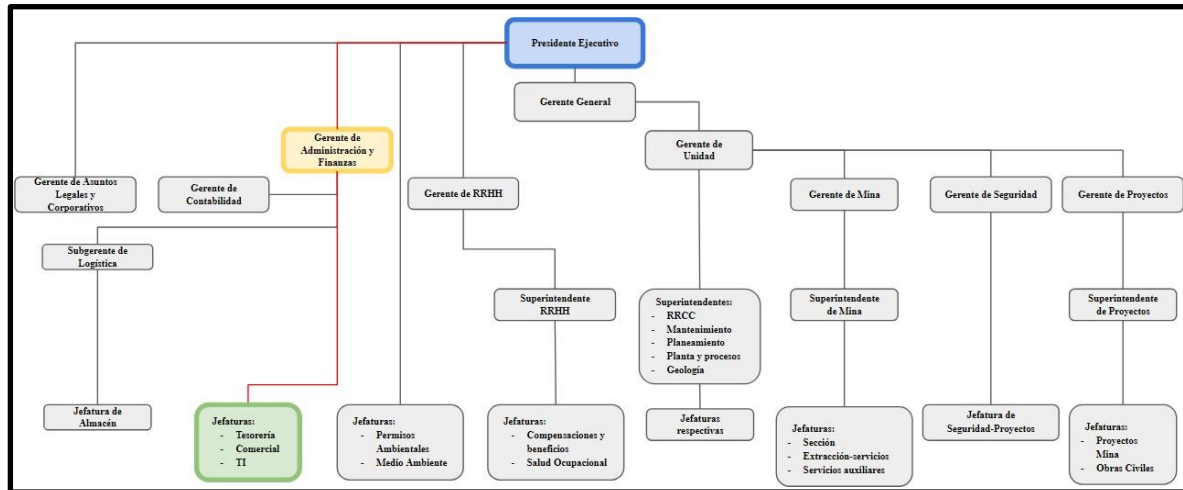 Presidente Ejecutivo
Gerente General
Gerente de
Administración y
Finanzas
Gerente de
Unidad
Gerente de Asuntos
Legales y
Corporativos
Gerente de
Contabilidad
Gerente de RRHH
Gerente de Mina
Gerente de Seguridad
Gerente de Proyectos
Subgerente de
Logística
Superintendente
RRHH
Superintendentes:
- RRCC
- Mantenimiento
- Planeamiento
- Planta y procesos
- Geología
Superintendente
de Mina
Superintendente
de Proyectos
Jefatura de
Almacén
Jefaturas:
- Tesorería
- Comercial
- TI
Jefaturas:
- Permisos
Ambientales
- Medio Ambiente
Jefaturas:
- Compensaciones y
beneficios
- Salud Ocupacional
Jefaturas
respectivas
Jefaturas:
- Sección
- Extracción-servicios
- Servicios auxiliares
Jefatura de
Seguridad-Proyectos
Jefaturas:
- Proyectos
Mina
- Obras Civiles